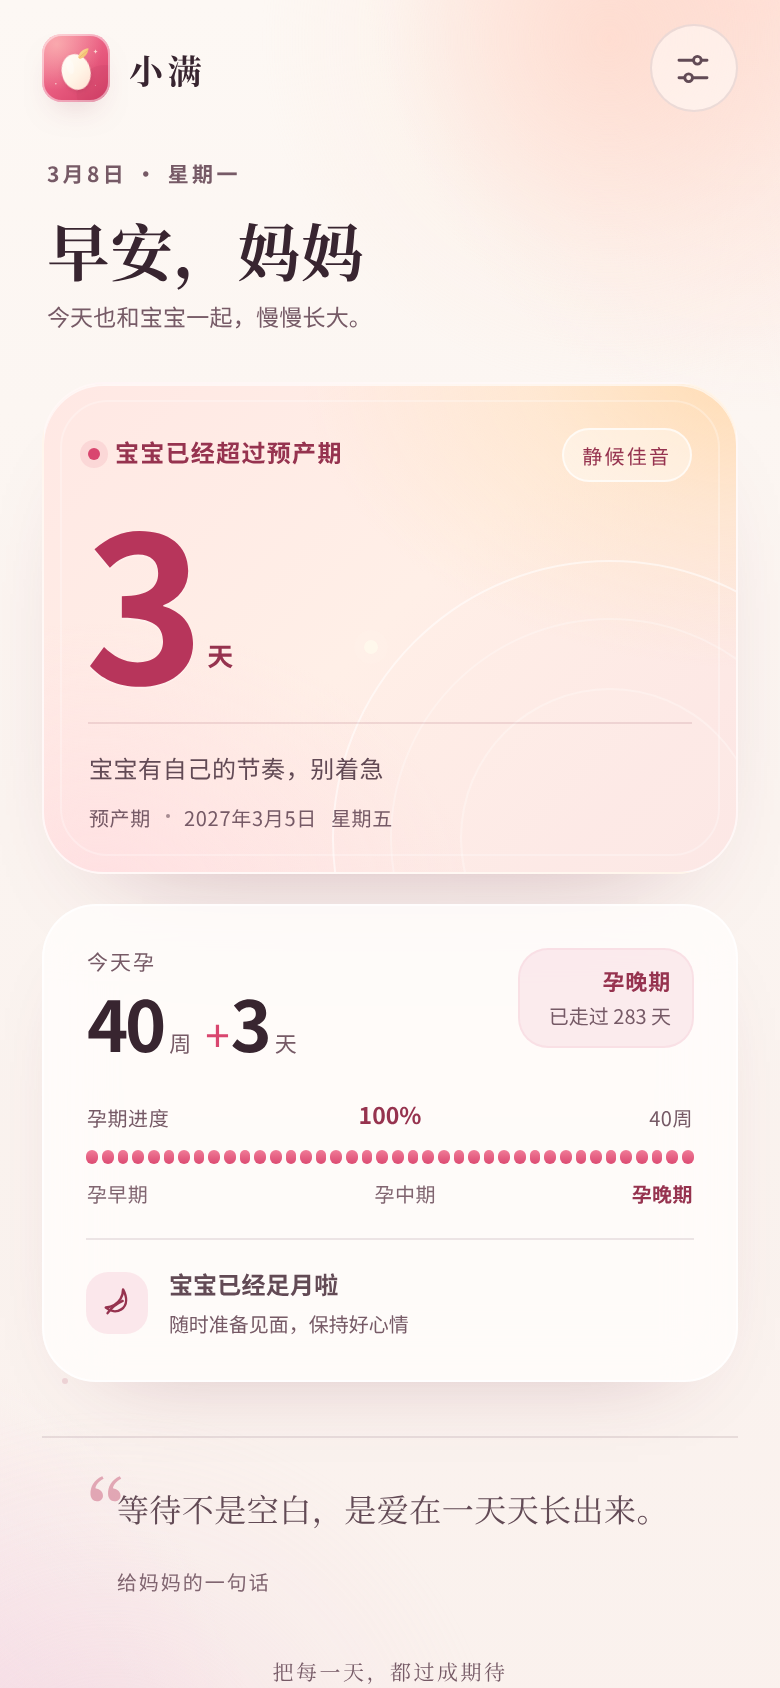 小满
3月8日 • 星期一
早安，妈妈
今天也和宝宝一起，慢慢长大。
宝宝已经超过预产期
静候佳音
3 天
宝宝有自己的节奏，别着急
预产期 · 2027年3月5日 星期五
今天孕
40 周 +3 天
孕晚期
已走过 283 天
孕期进度 100% 40周
孕早期 孕中期 孕晚期
宝宝已经足月啦
随时准备见面，保持好心情
“等待不是空白，是爱在一天天长出来。
给妈妈的一句话
把每一天，都过成期待